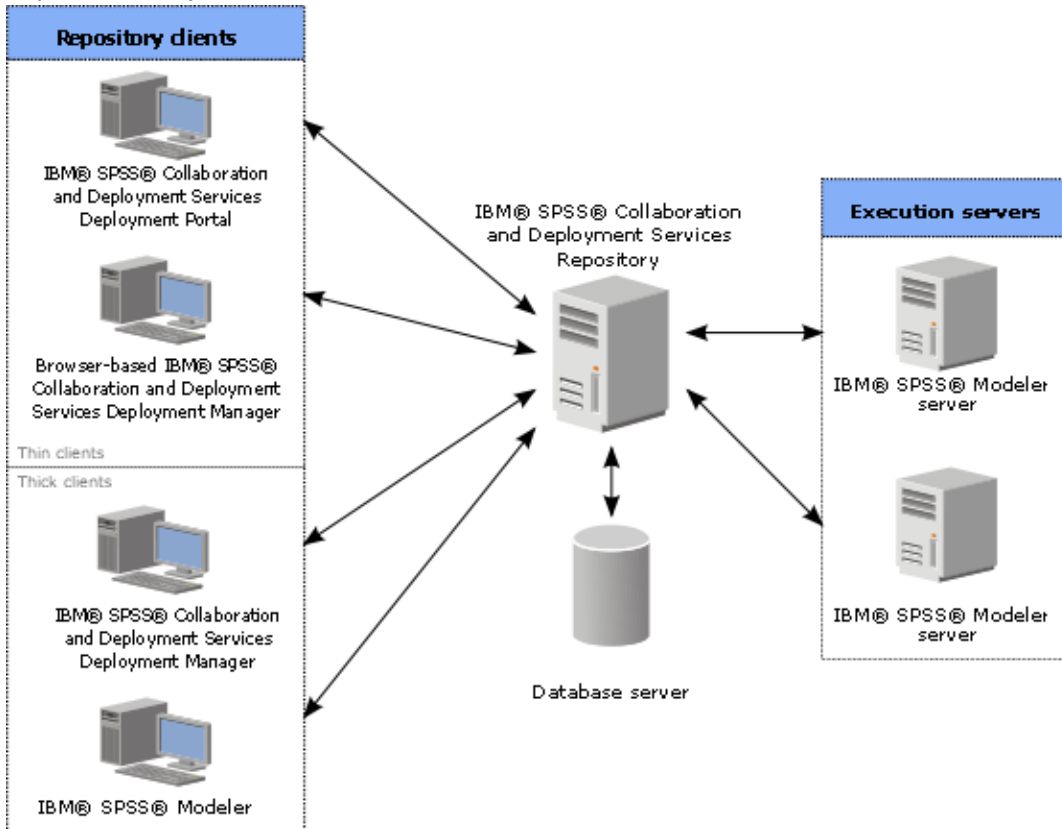 Repository clients
IBM® SPSS® Collaboration
and Deployment Services
Deployment Portal
Browser-based IBM® SPSS®
Collaboration and Deployment
Services Deployment Manager
Thin clients
Thick clients
IBM® SPSS® Collaboration
and Deployment Services
Deployment Manager
IBM® SPSS® Modeler
IBM® SPSS® Collaboration
and Deployment Services
Repository
Database server
Execution servers
IBM® SPSS® Modeler
server
IBM® SPSS® Modeler
server